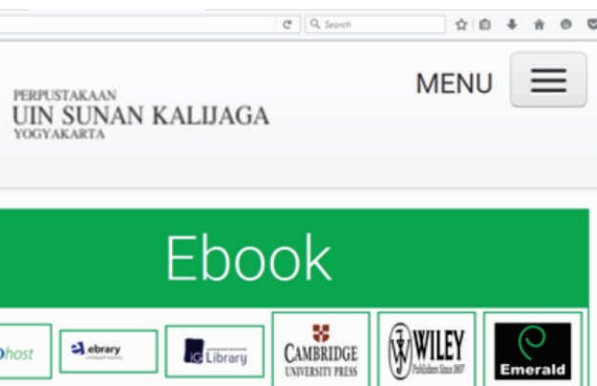 Search
MENU
PERPUSTAKAAN
UIN SUNAN KALIJAGA
YOGYAKARTA
Ebook
host
ebrary
iG Library
CAMBRIDGE
UNIVERSITY PRESS
WILEY
Publishers Since 1807
Emerald